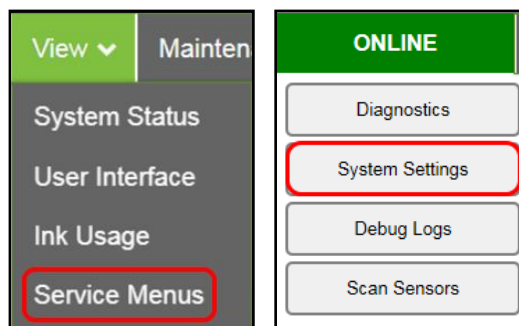 View Mainten
System Status
User Interface
Ink Usage
Service Menus
ONLINE
Diagnostics
System Settings
Debug Logs
Scan Sensors